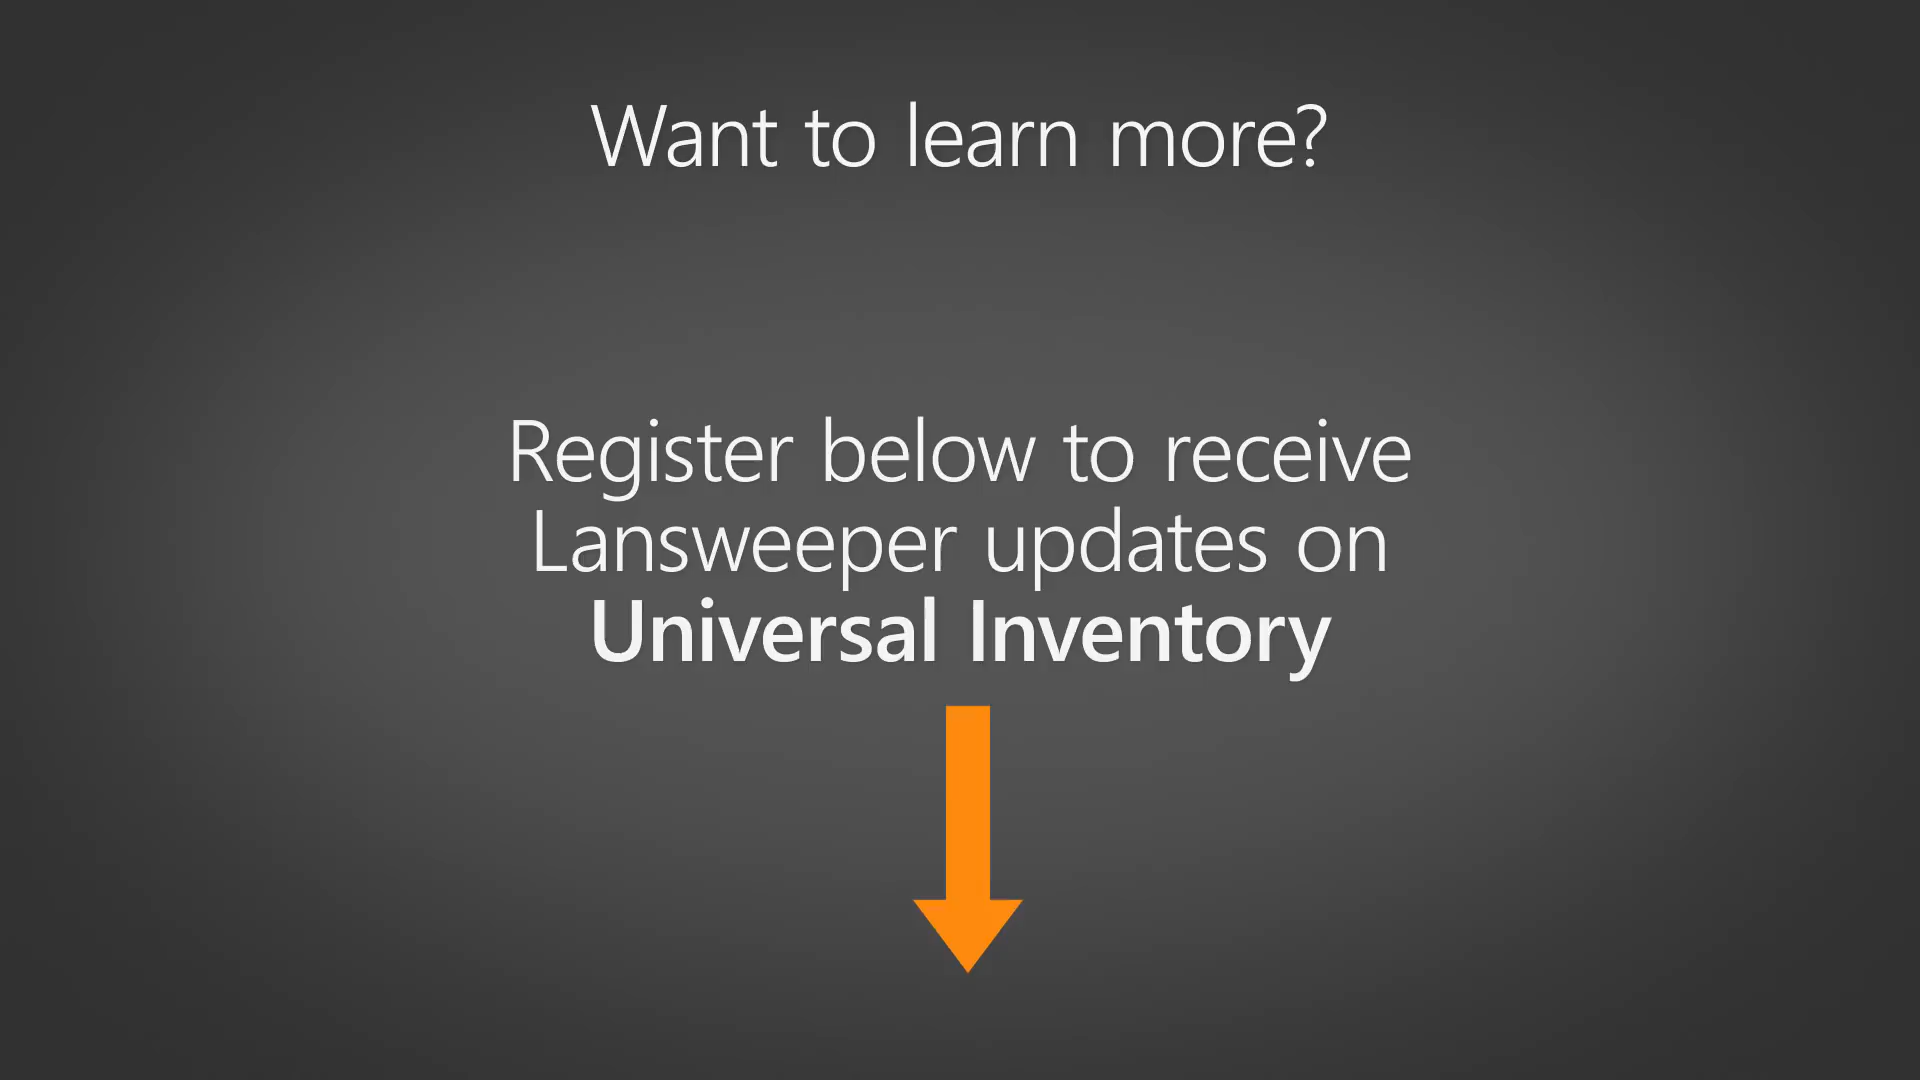 Want to learn more?
Register below to receive
Lansweeper updates on
Universal Inventory